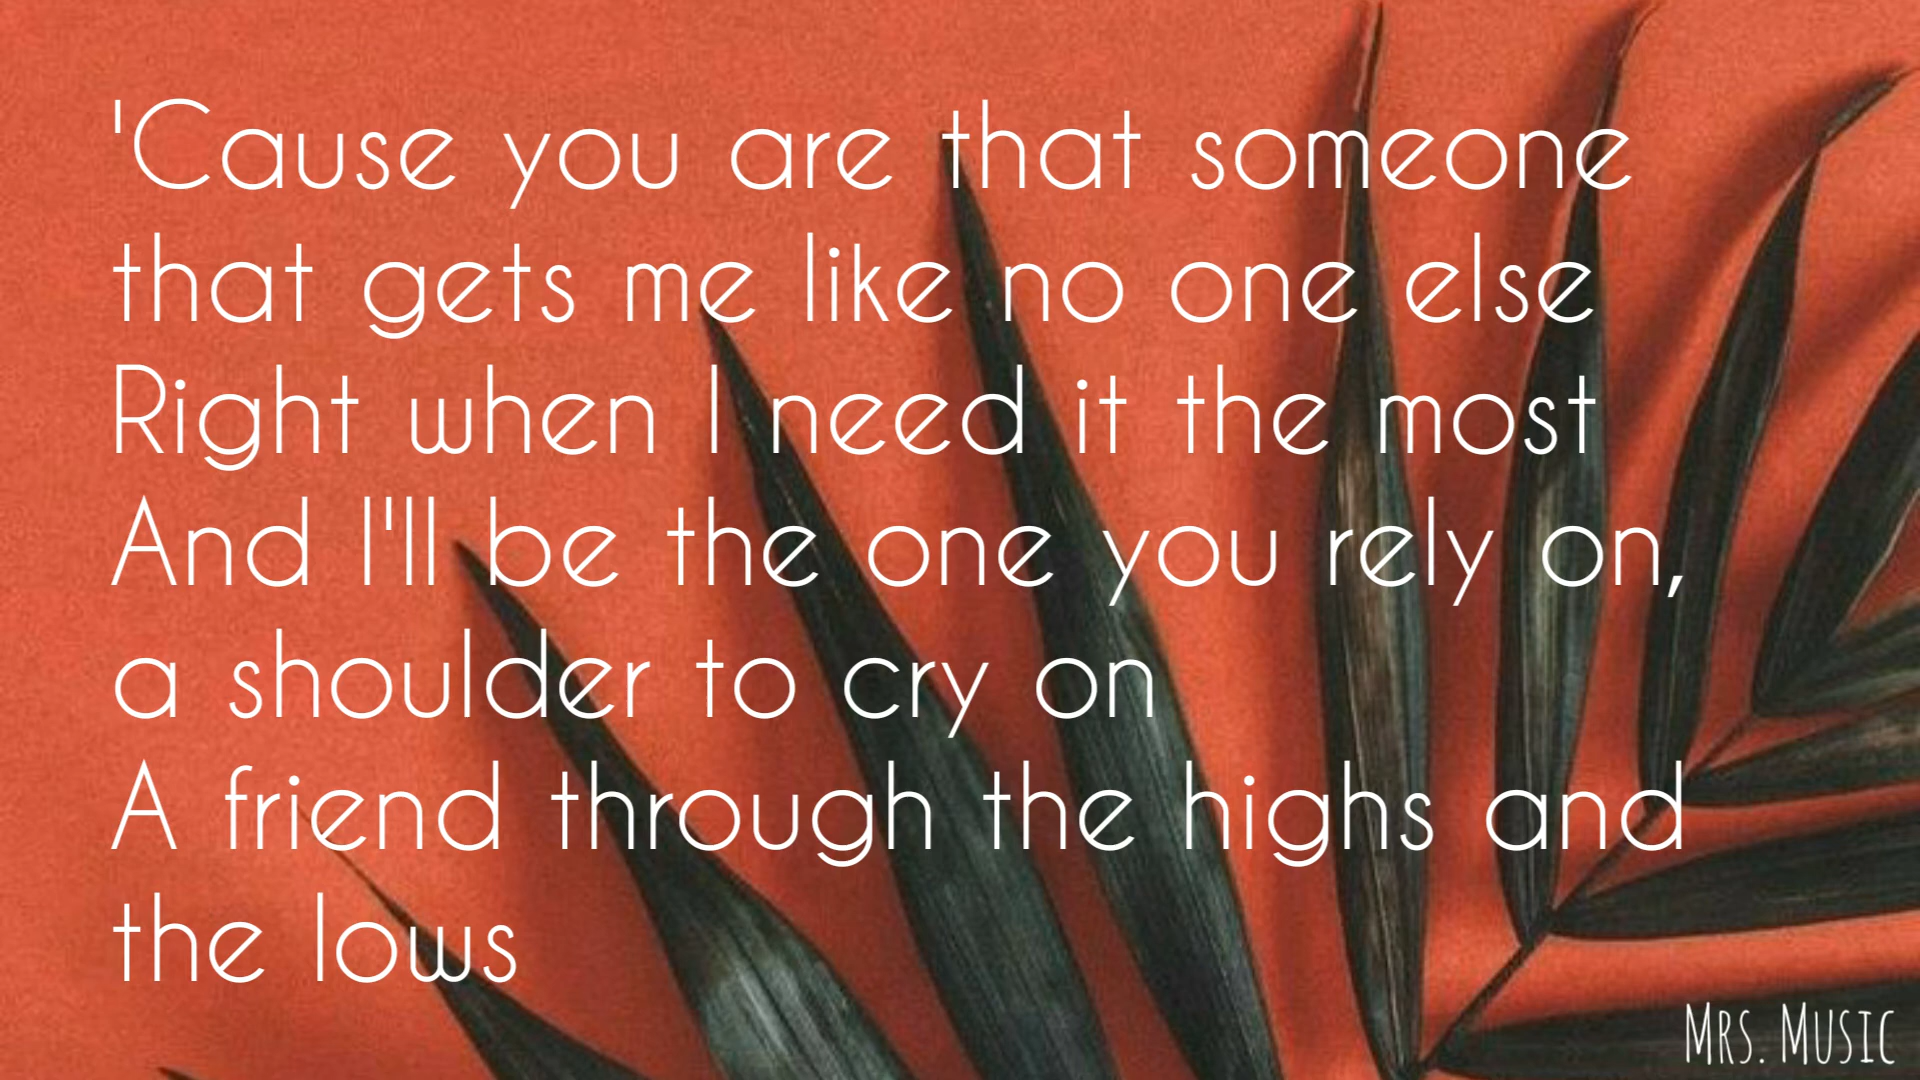 'Cause you are that someone
that gets me like no one else
Right when I need it the most
And I'll be the one you rely on,
a shoulder to cry on
A friend through the highs and
the lows
MRS. MUSIC